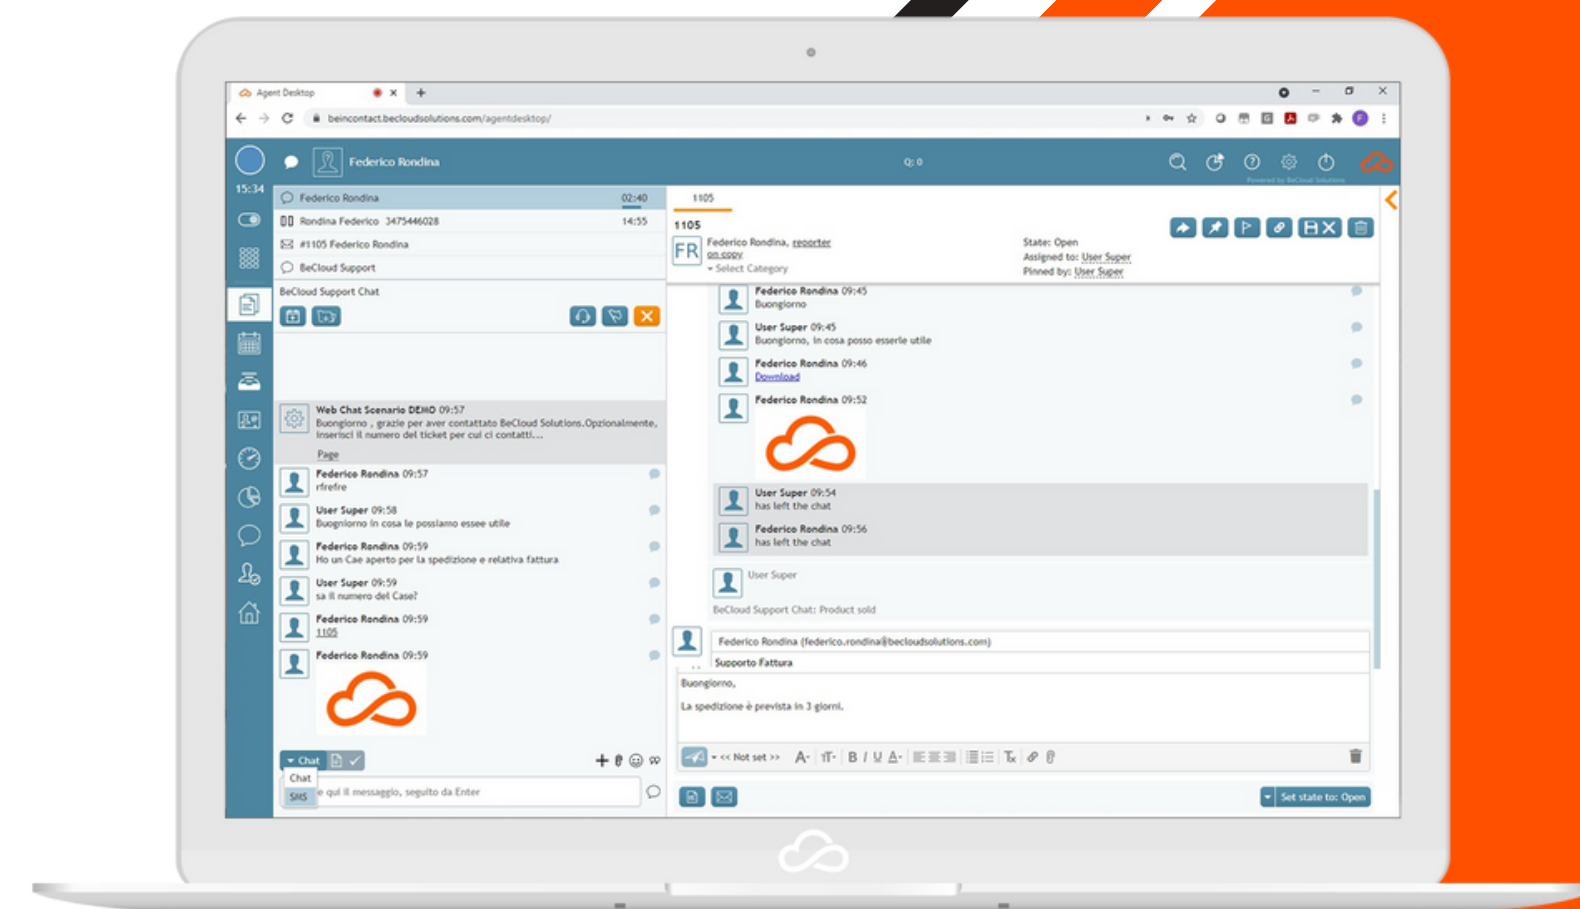 Agent Desktop
beincontact.becloudsolutions.com/agentdesktop/
Federico Rondina
Q: 0
Powered by BeCloud Solutions
15:34
Federico Rondina 02:40
Rondina Federico 3475446028 14:55
#1105 Federico Rondina
BeCloud Support
BeCloud Support Chat
Web Chat Scenario DEMO 09:57
Buongiorno , grazie per aver contattato BeCloud Solutions.Opzionalmente,
inserisci il numero del ticket per cui ci contatti...
Page
Federico Rondina 09:57
rfrefre
User Super 09:58
Buogniorno in cosa le possiamo essee utile
Federico Rondina 09:59
Ho un Cae aperto per la spedizione e relativa fattura
User Super 09:59
sa il numero del Case?
Federico Rondina 09:59
1105
Federico Rondina 09:59
Chat
Chat
SMS
e qui il messaggio, seguito da Enter
1105
1105
FR
Federico Rondina, reporter
on copy
Select Category
State: Open
Assigned to: User Super
Pinned by: User Super
Federico Rondina 09:45
Buongiorno
User Super 09:45
Buongiorno, in cosa posso esserle utile
Federico Rondina 09:46
Download
Federico Rondina 09:52
User Super 09:54
has left the chat
Federico Rondina 09:56
has left the chat
User Super
BeCloud Support Chat: Product sold
Federico Rondina (federico.rondina@becloudsolutions.com)
Supporto Fattura
Buongiorno,
La spedizione è prevista in 3 giorni.
<< Not set >>
Set state to: Open